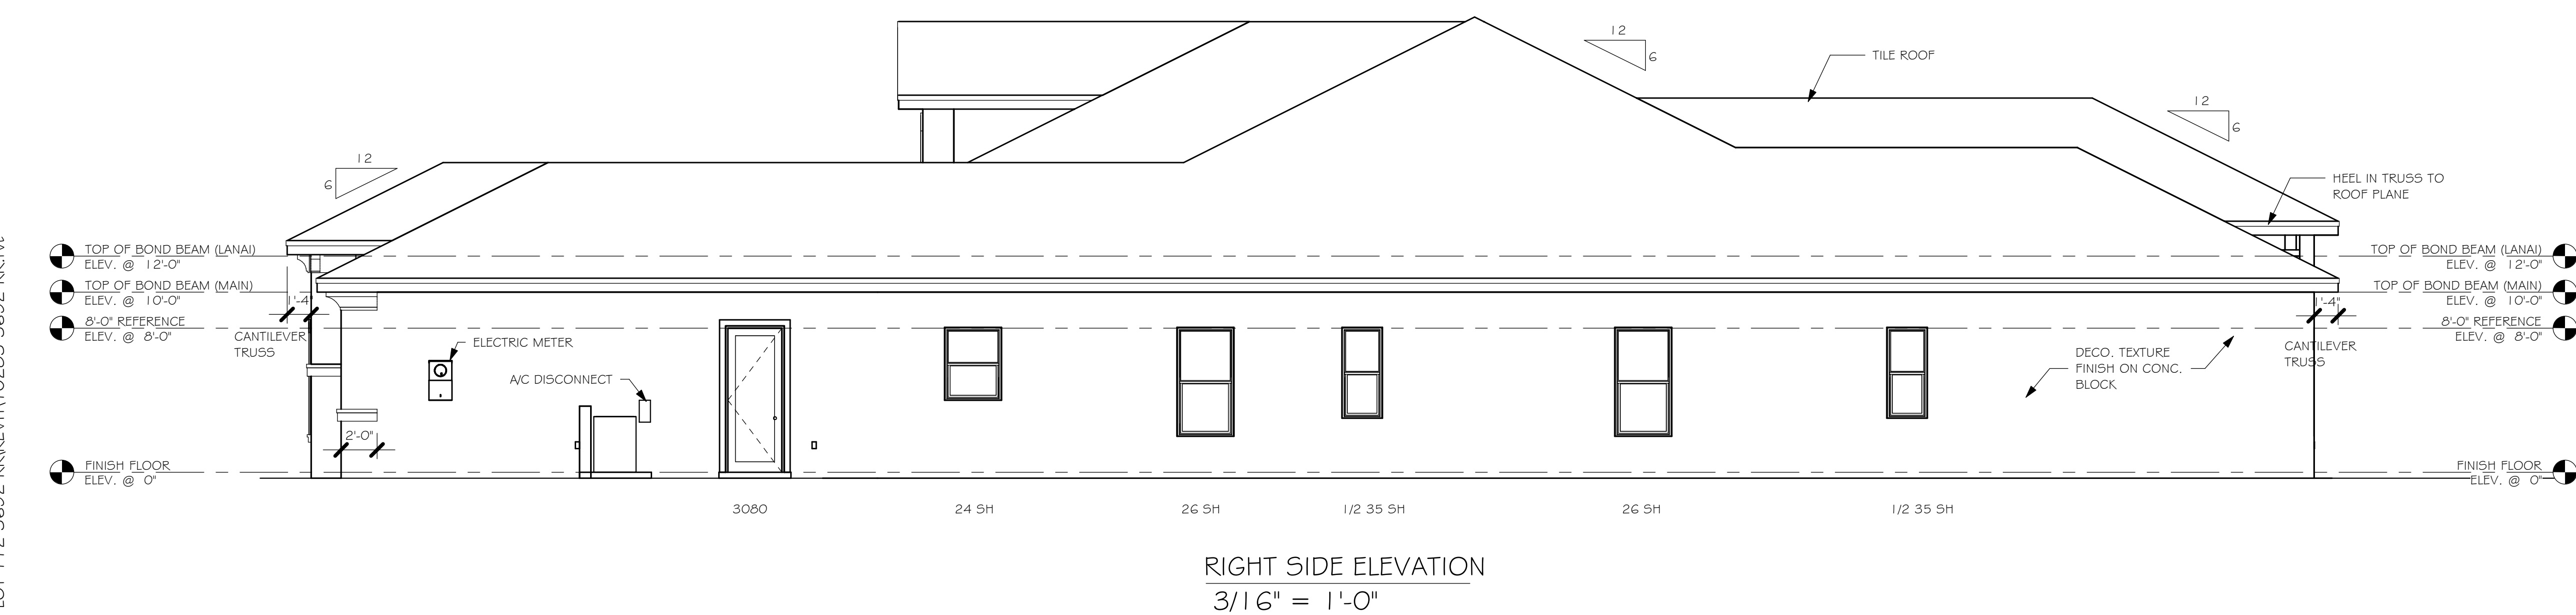 12
6
TILE ROOF
12
6
12
6
HEEL IN TRUSS TO
ROOF PLANE
TOP OF BOND BEAM (LANAI)
ELEV. @ 12'-0"
TOP OF BOND BEAM (MAIN)
ELEV. @ 10'-0"
1'-4"
8'-0" REFERENCE
ELEV. @ 8'-0"
CANTILEVER
TRUSS
ELECTRIC METER
A/C DISCONNECT
2'-0"
FINISH FLOOR
ELEV. @ 0"
TOP OF BOND BEAM (LANAI)
ELEV. @ 12'-0"
TOP OF BOND BEAM (MAIN)
ELEV. @ 10'-0"
1'-4"
8'-0" REFERENCE
ELEV. @ 8'-0"
CANTILEVER
TRUSS
DECO. TEXTURE
FINISH ON CONC.
BLOCK
FINISH FLOOR
ELEV. @ 0"
3080
24 SH
26 SH
1/2 35 SH
26 SH
1/2 35 SH
RIGHT SIDE ELEVATION
3/16" = 1'-0"